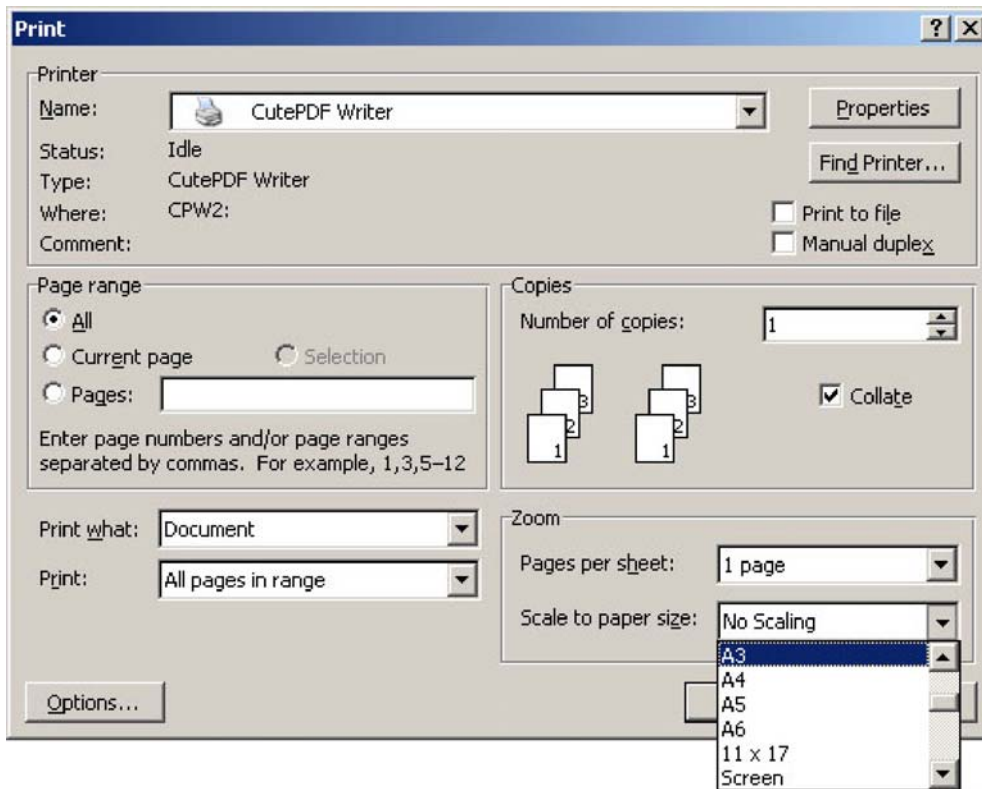 Print
Printer
Name: CutePDF Writer
Properties
Status: Idle
Find Printer...
Type: CutePDF Writer
Where: CPW2:
Print to file
Comment:
Manual duplex
Page range
All
Current page Selection
Pages:
Enter page numbers and/or page ranges
separated by commas. For example, 1,3,5–12
Copies
Number of copies: 1
3 3
2 2
1 1
Collate
Print what: Document
Print: All pages in range
Zoom
Pages per sheet: 1 page
Scale to paper size: No Scaling
A3
A4
A5
A6
11 x 17
Screen
Options...